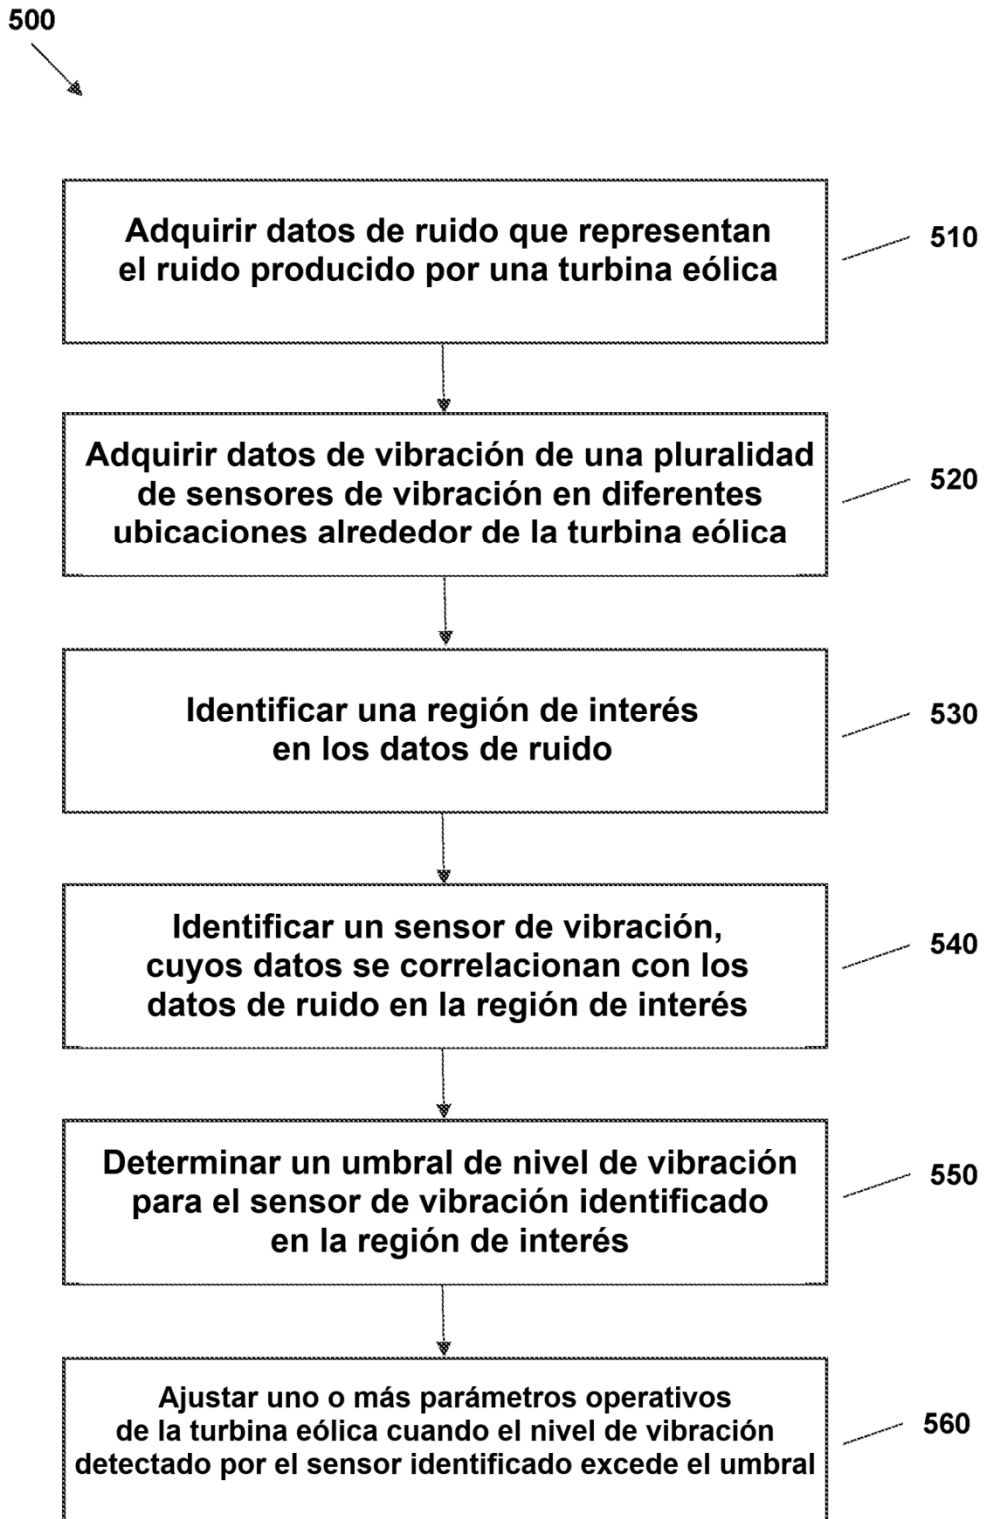 500
Adquirir datos de ruido que representan
el ruido producido por una turbina eólica
510
Adquirir datos de vibración de una pluralidad
de sensores de vibración en diferentes
ubicaciones alrededor de la turbina eólica
520
Identificar una región de interés
en los datos de ruido
530
Identificar un sensor de vibración,
cuyos datos se correlacionan con los
datos de ruido en la región de interés
540
Determinar un umbral de nivel de vibración
para el sensor de vibración identificado
en la región de interés
550
Ajustar uno o más parámetros operativos
de la turbina eólica cuando el nivel de vibración
detectado por el sensor identificado excede el umbral
560